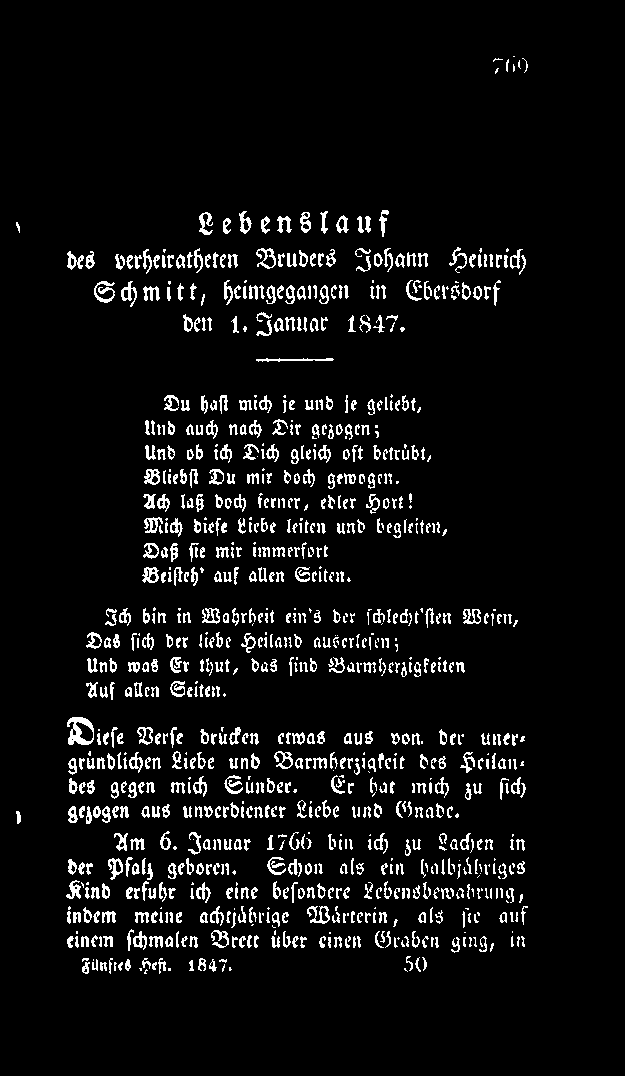 769
Lebenslauf
des verheiratheten Bruders Johann Heinrich
Schmitt, heimgegangen in Ebersdorf
den 1. Januar 1847.
Du hast mich je und je geliebt,
Und auch nach Dir gezogen;
Und ob ich Dich gleich oft betrübt,
Bliebst Du mir doch gewogen.
Ach laß doch ferner, edler Hort!
Mich diese Liebe leiten und begleiten,
Daß sie mir immerfort
Beisteh' auf allen Seiten.
Ich bin in Wahrheit ein's der schlecht'sten Wesen,
Das sich der liebe Heiland auserlesen;
Und was Er thut, das sind Barmherzigkeiten
Auf allen Seiten.
Diese Verse drücken etwas aus von der uner-
gründlichen Liebe und Barmherzigkeit des Heilan-
des gegen mich Sünder. Er hat mich zu sich
gezogen aus unverdienter Liebe und Gnade.
Am 6. Januar 1766 bin ich zu Lachen in
der Pfalz geboren. Schon als ein halbjähriges
Kind erfuhr ich eine besondere Lebensbewahrung,
indem meine achtjährige Wärterin, als sie auf
einem schmalen Brett über einen Graben ging, in
Fünftes Heft. 1847. 50